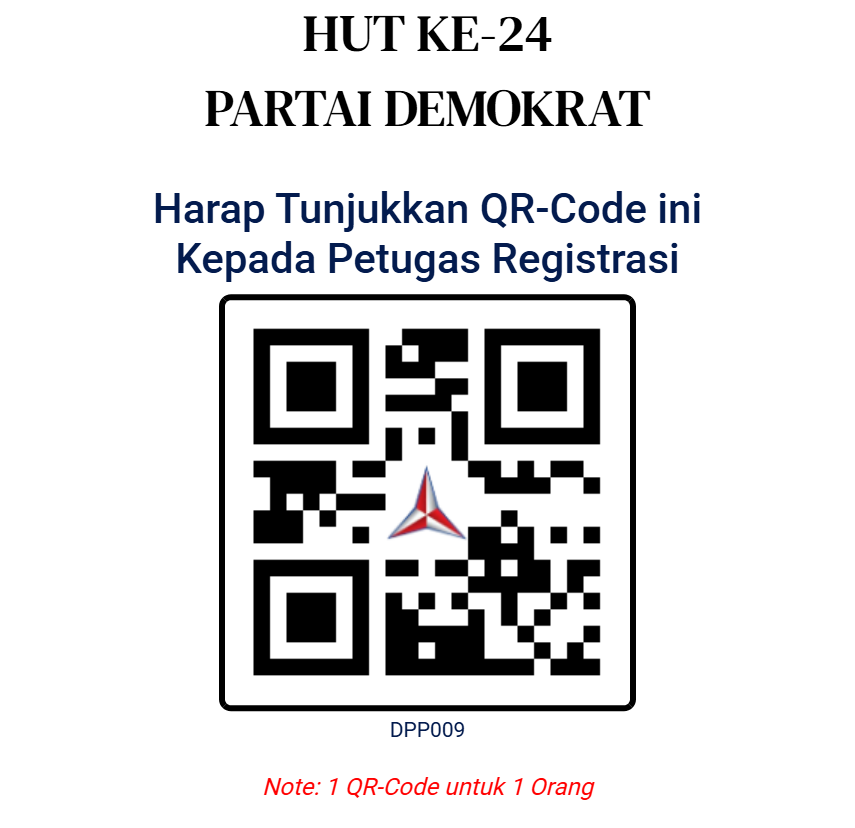 HUT KE-24
PARTAI DEMOKRAT
Harap Tunjukkan QR-Code ini
Kepada Petugas Registrasi
DPP009
Note: 1 QR-Code untuk 1 Orang